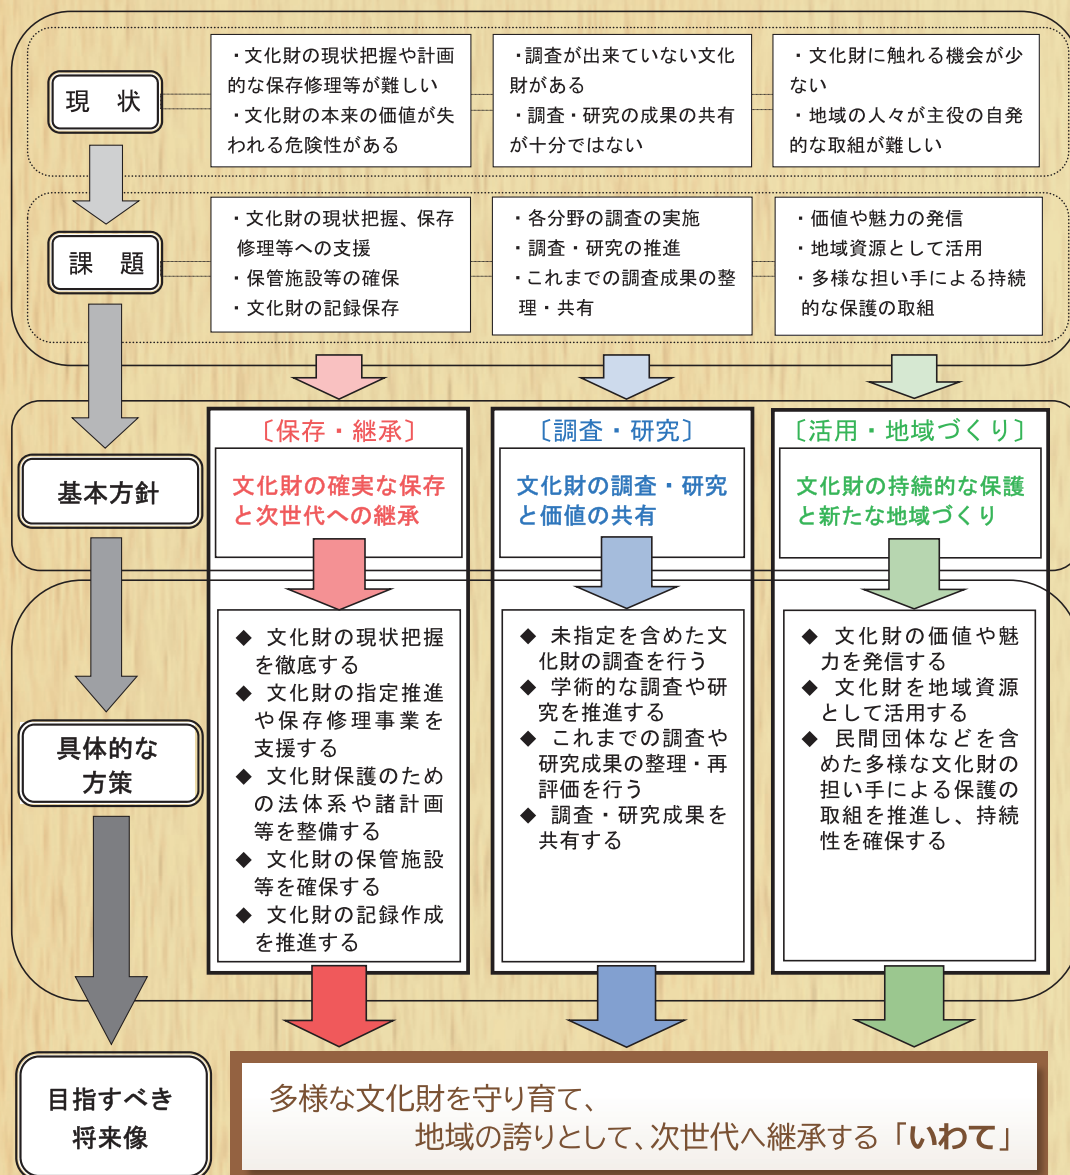 現　状
・文化財の現状把握や計画
的な保存修理等が難しい
・文化財の本来の価値が失
われる危険性がある
・調査が出来ていない文化
財がある
・調査・研究の成果の共有
が十分ではない
・文化財に触れる機会が少
ない
・地域の人々が主役の自発
的な取組が難しい
課　題
・文化財の現状把握、保存
修理等への支援
・保管施設等の確保
・文化財の記録保存
・各分野の調査の実施
・調査・研究の推進
・これまでの調査成果の整
理・共有
・価値や魅力の発信
・地域資源として活用
・多様な担い手による持続
的な保護の取組
基本方針
〔保存・継承〕
文化財の確実な保存
と次世代への継承
〔調査・研究〕
文化財の調査・研究
と価値の共有
〔活用・地域づくり〕
文化財の持続的な保護
と新たな地域づくり
具体的な
方策
◆ 文化財の現状把握
を徹底する
◆ 文化財の指定推進
や保存修理事業を
支援する
◆ 文化財保護のため
の法体系や諸計画
等を整備する
◆ 文化財の保管施設
等を確保する
◆ 文化財の記録作成
を推進する
◆ 未指定を含めた文
化財の調査を行う
◆ 学術的な調査や研
究を推進する
◆ これまでの調査や
研究成果の整理・再
評価を行う
◆ 調査・研究成果を
共有する
◆ 文化財の価値や魅
力を発信する
◆ 文化財を地域資源
として活用する
◆ 民間団体などを含
めた多様な文化財の
担い手による保護の
取組を推進し、持続
性を確保する
目指すべき
将来像
多様な文化財を守り育て、
地域の誇りとして、次世代へ継承する「いわて」